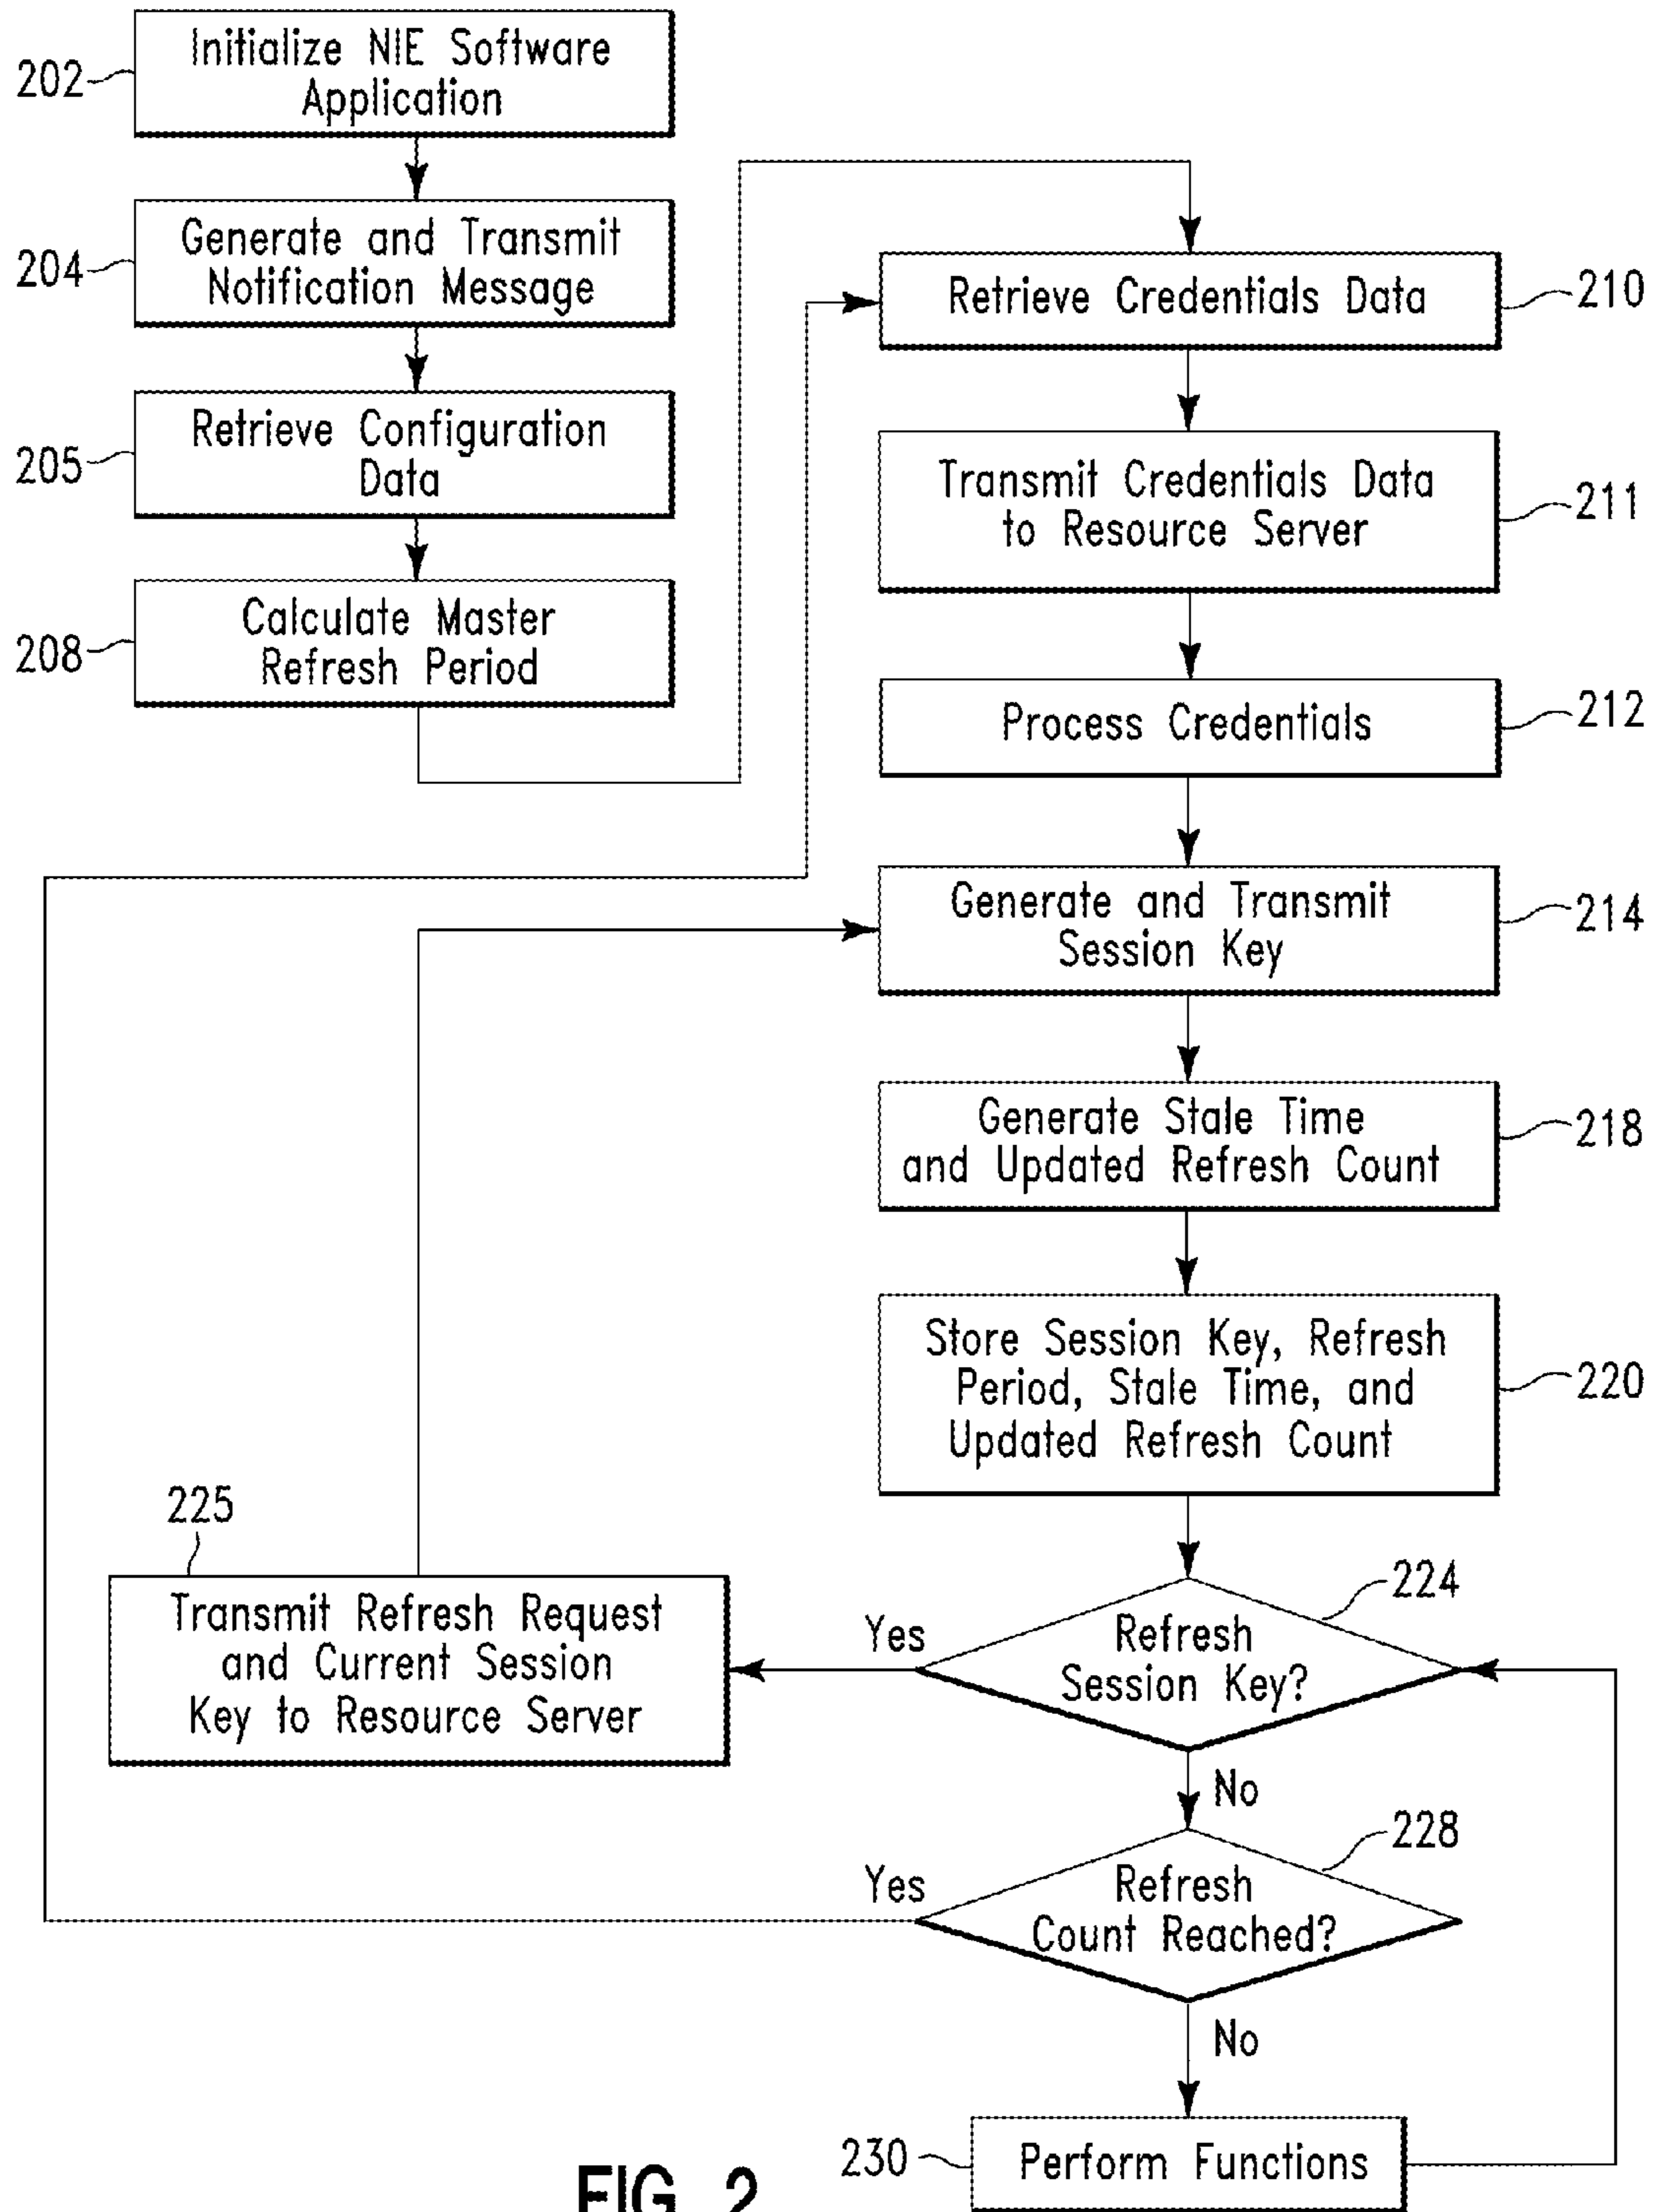 202
Initialize NIE Software
Application
204
Generate and Transmit
Notification Message
205
Retrieve Configuration
Data
208
Calculate Master
Refresh Period
Retrieve Credentials Data
210
Transmit Credentials Data
to Resource Server
211
Process Credentials
212
Generate and Transmit
Session Key
214
Generate Stale Time
and Updated Refresh Count
218
Store Session Key, Refresh
Period, Stale Time, and
Updated Refresh Count
220
225
Transmit Refresh Request
and Current Session
Key to Resource Server
Yes
Refresh
Session Key?
224
No
Yes
Refresh
Count Reached?
228
No
230
Perform Functions
FIG. 2